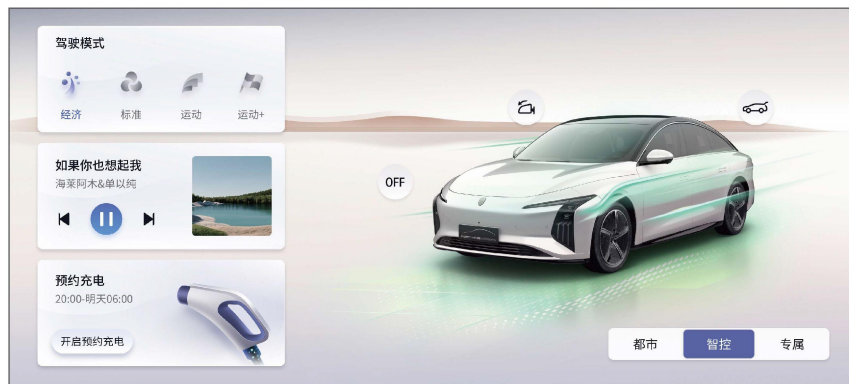 驾驶模式
经济
标准
运动
运动+
如果你也想起我
海莱阿木&单以纯
预约充电
20:00-明天06:00
开启预约充电
OFF
都市
智控
专属